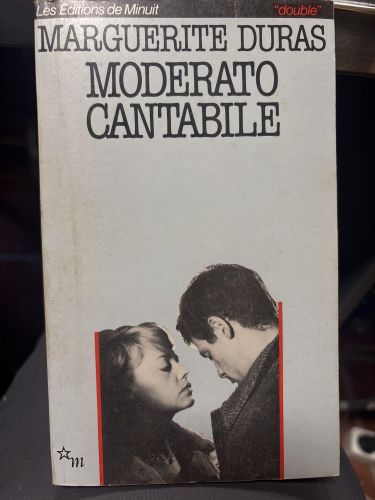 Les Éditions de Minuit "double"
MARGUERITE DURAS
MODERATO
CANTABILE
m